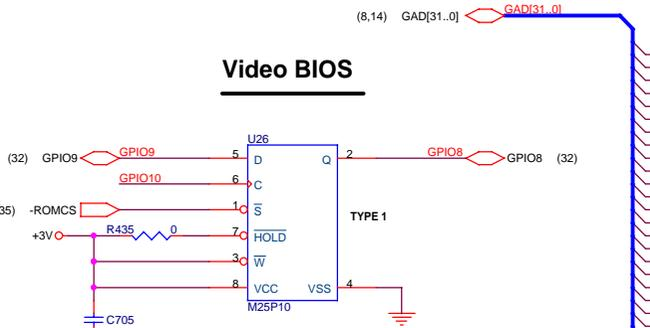 (8,14) GAD[31..0] GAD[31..0]
Video BIOS
U26
(32) GPIO9 GPIO9 5 D Q 2 GPIO8 GPIO8 (32)
GPIO10 6 C
35) -ROMCS 1 S
TYPE 1
+3V R435 0 7 HOLD
3 W
8 VCC VSS 4
M25P10
C705